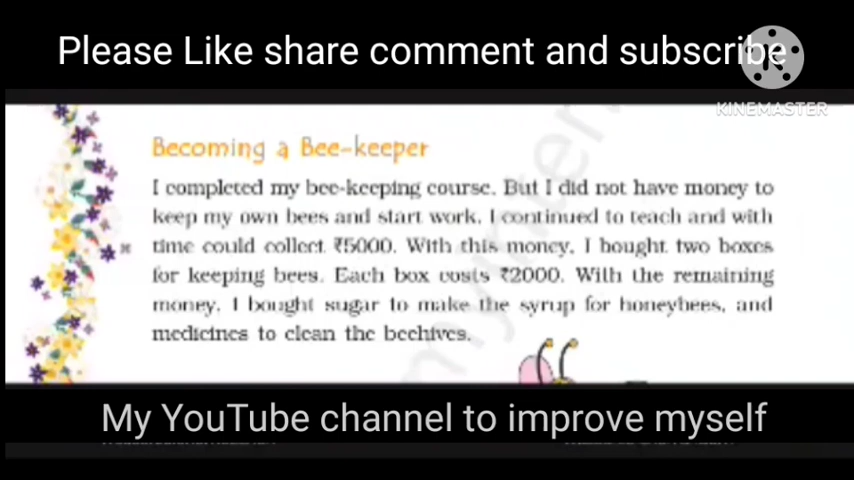 Please Like share comment and subscribe
KINEMASTER
Becoming a Bee-keeper
I completed my bee-keeping course. But I did not have money to
keep my own bees and start work. I continued to teach and with
time could collect ₹5000. With this money, I bought two boxes
for keeping bees. Each box costs ₹2000. With the remaining
money, I bought sugar to make the syrup for honeybees, and
medicines to clean the beehives.
My YouTube channel to improve myself